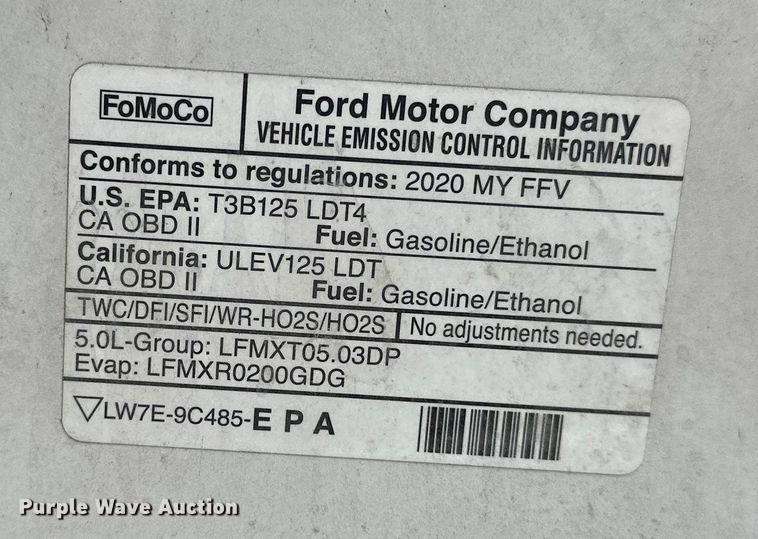 FoMoCo
Ford Motor Company
VEHICLE EMISSION CONTROL INFORMATION
Conforms to regulations: 2020 MY FFV
U.S. EPA: T3B125 LDT4
CA OBD II Fuel: Gasoline/Ethanol
California: ULEV125 LDT
CA OBD II Fuel: Gasoline/Ethanol
TWC/DFI/SFI/WR-HO2S/HO2S No adjustments needed.
5.0L-Group: LFMXT05.03DP
Evap: LFMXR0200GDG
▽LW7E-9C485-E P A
Purple Wave Auction